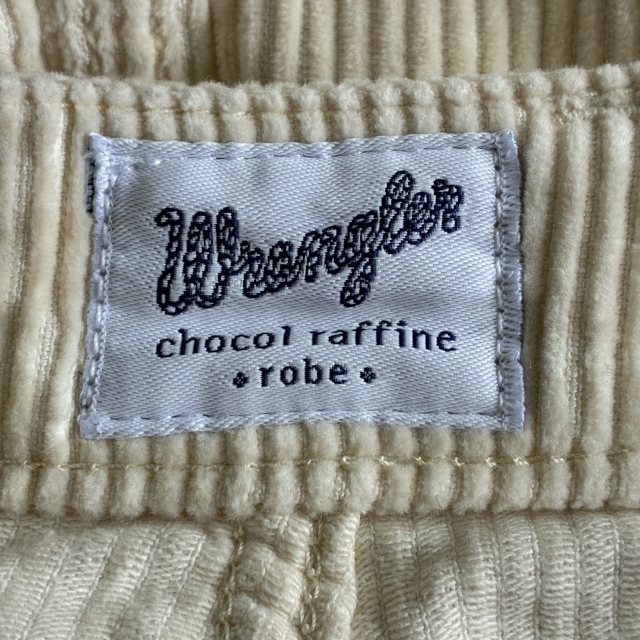 Wrangler
chocol raffine
robe